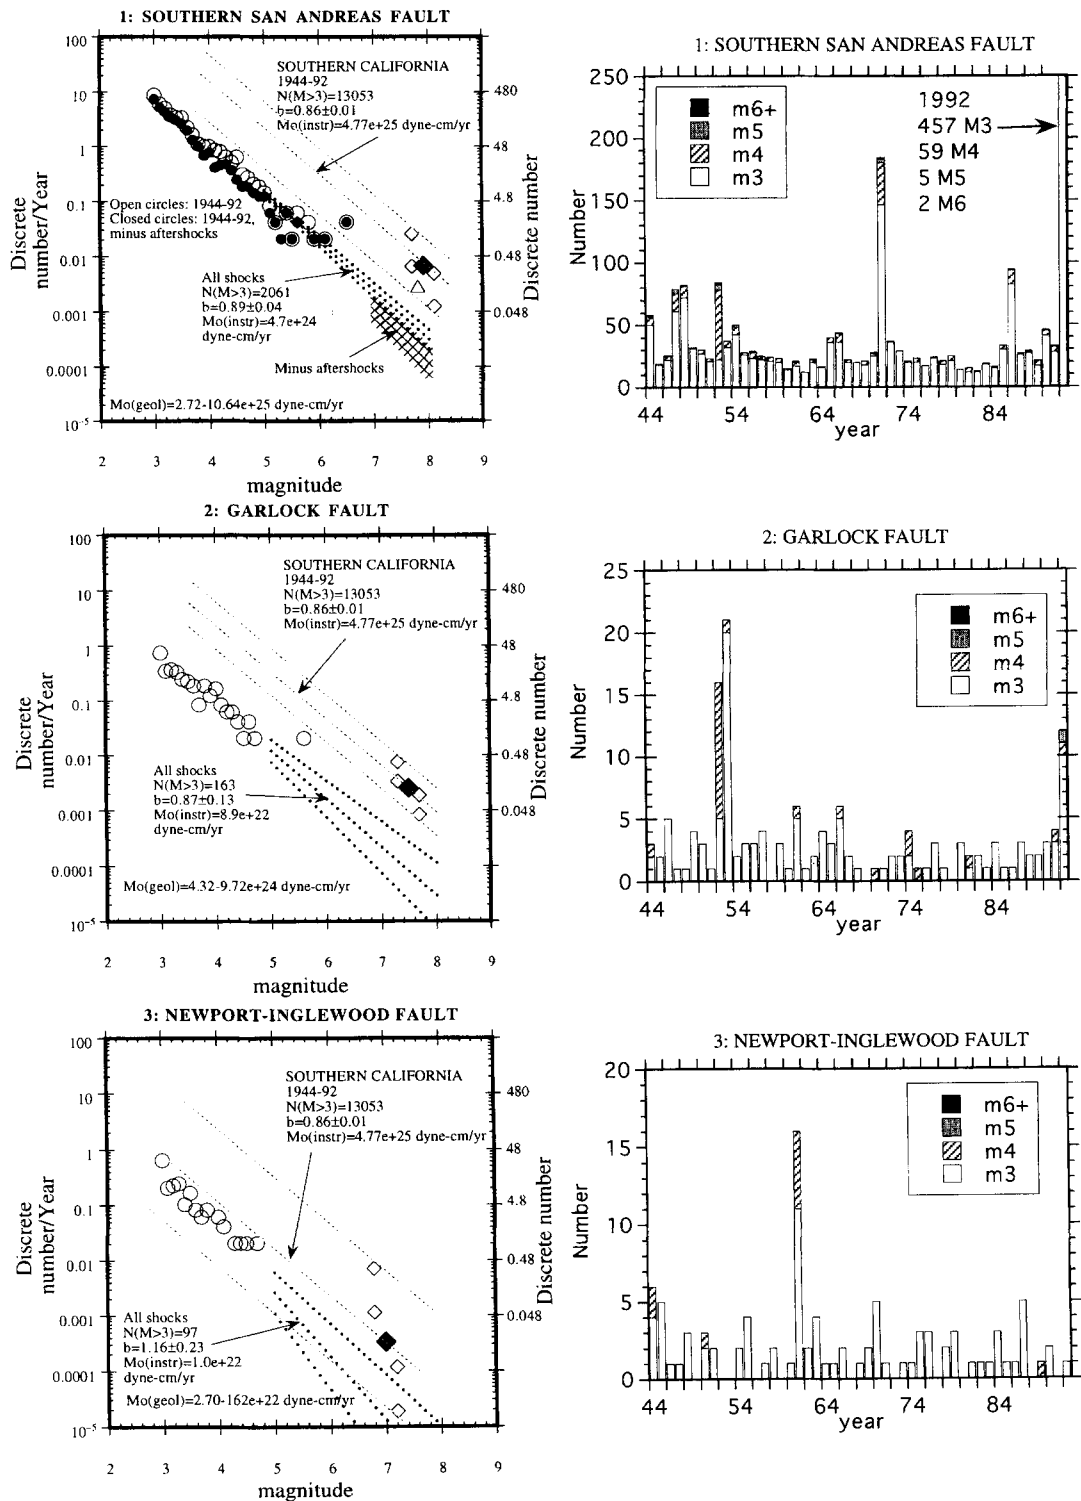 1: SOUTHERN SAN ANDREAS FAULT
100
10
1
0.1
0.01
0.001
0.0001
10⁻⁵
Discrete
number/Year
SOUTHERN CALIFORNIA
1944-92
N(M>3)=13053
b=0.86±0.01
Mo(instr)=4.77e+25 dyne-cm/yr
Open circles: 1944-92
Closed circles: 1944-92,
minus aftershocks
All shocks
N(M>3)=2061
b=0.89±0.04
Mo(instr)=4.7e+24
dyne-cm/yr
Minus aftershocks
Mo(geol)=2.72-10.64e+25 dyne-cm/yr
480
48
4.8
0.48
0.048
Discrete number
2 3 4 5 6 7 8 9
magnitude
1: SOUTHERN SAN ANDREAS FAULT
250
200
150
100
50
0
Number
m6+
m5
m4
m3
1992
457 M3
59 M4
5 M5
2 M6
44 54 64 74 84
year
2: GARLOCK FAULT
100
10
1
0.1
0.01
0.001
0.0001
10⁻⁵
Discrete
number/Year
SOUTHERN CALIFORNIA
1944-92
N(M>3)=13053
b=0.86±0.01
Mo(instr)=4.77e+25 dyne-cm/yr
All shocks
N(M>3)=163
b=0.87±0.13
Mo(instr)=8.9e+22
dyne-cm/yr
Mo(geol)=4.32-9.72e+24 dyne-cm/yr
480
48
4.8
0.48
0.048
Discrete number
2 3 4 5 6 7 8 9
magnitude
2: GARLOCK FAULT
25
20
15
10
5
0
Number
m6+
m5
m4
m3
44 54 64 74 84
year
3: NEWPORT-INGLEWOOD FAULT
100
10
1
0.1
0.01
0.001
0.0001
10⁻⁵
Discrete
number/Year
SOUTHERN CALIFORNIA
1944-92
N(M>3)=13053
b=0.86±0.01
Mo(instr)=4.77e+25 dyne-cm/yr
All shocks
N(M>3)=97
b=1.16±0.23
Mo(instr)=1.0e+22
dyne-cm/yr
Mo(geol)=2.70-162e+22 dyne-cm/yr
480
48
4.8
0.48
0.048
Discrete number
2 3 4 5 6 7 8 9
magnitude
3: NEWPORT-INGLEWOOD FAULT
20
15
10
5
0
Number
m6+
m5
m4
m3
44 54 64 74 84
year